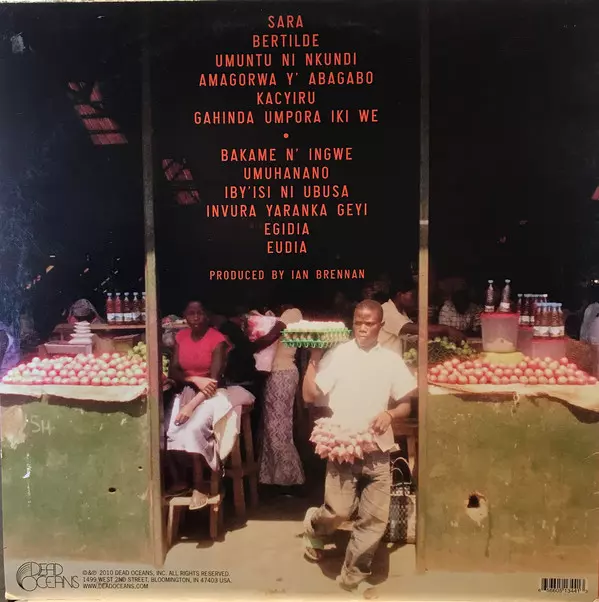 SARA
BERTILDE
UMUNTU NI NKUNDI
AMAGORWA Y' ABAGABO
KACYIRU
GAHINDA UMPORA IKI WE
•
BAKAME N' INGWE
UMUHANANO
IBY'ISI NI UBUSA
INVURA YARANKA GEYI
EGIDIA
EUDIA
PRODUCED BY IAN BRENNAN
SH
DEAD OCEANS
©&℗ 2010 DEAD OCEANS, INC. ALL RIGHTS RESERVED.
1499 WEST 2ND STREET, BLOOMINGTON, IN 47403 USA.
WWW.DEADOCEANS.COM